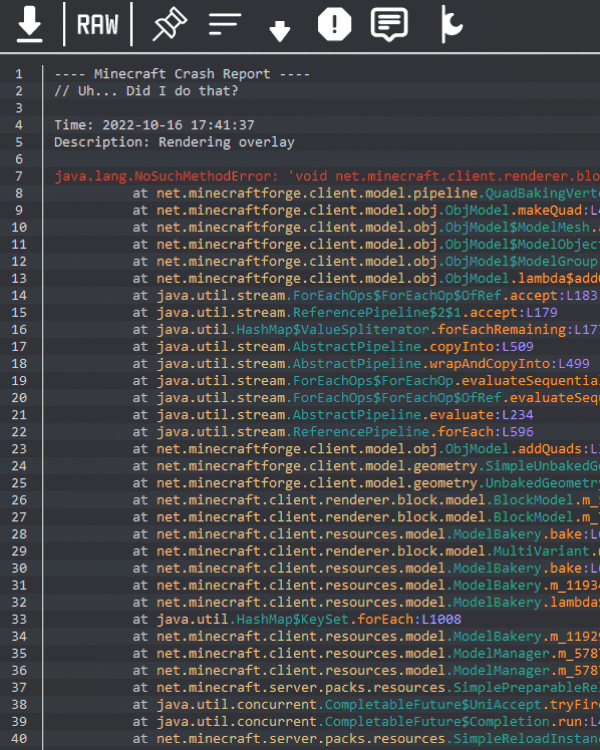 RAW
1 ---- Minecraft Crash Report ----
2 // Uh... Did I do that?
3
4 Time: 2022-10-16 17:41:37
5 Description: Rendering overlay
6
7 java.lang.NoSuchMethodError: 'void net.minecraft.client.renderer.blo
8 at net.minecraftforge.client.model.pipeline.QuadBakingVert
9 at net.minecraftforge.client.model.obj.ObjModel.makeQuad:L4
10 at net.minecraftforge.client.model.obj.ObjModel$ModelMesh.
11 at net.minecraftforge.client.model.obj.ObjModel$ModelObjec
12 at net.minecraftforge.client.model.obj.ObjModel$ModelGroup
13 at net.minecraftforge.client.model.obj.ObjModel.lambda$add
14 at java.util.stream.ForEachOps$ForEachOp$OfRef.accept:L183
15 at java.util.stream.ReferencePipeline$2$1.accept:L179
16 at java.util.HashMap$ValueSpliterator.forEachRemaining:L177
17 at java.util.stream.AbstractPipeline.copyInto:L509
18 at java.util.stream.AbstractPipeline.wrapAndCopyInto:L499
19 at java.util.stream.ForEachOps$ForEachOp.evaluateSequentia
20 at java.util.stream.ForEachOps$ForEachOp$OfRef.evaluateSeq
21 at java.util.stream.AbstractPipeline.evaluate:L234
22 at java.util.stream.ReferencePipeline.forEach:L596
23 at net.minecraftforge.client.model.obj.ObjModel.addQuads:L
24 at net.minecraftforge.client.model.geometry.SimpleUnbakedG
25 at net.minecraftforge.client.model.geometry.UnbakedGeometr
26 at net.minecraft.client.renderer.block.model.BlockModel.m_
27 at net.minecraft.client.renderer.block.model.BlockModel.m_7
28 at net.minecraft.client.resources.model.ModelBakery.bake:L
29 at net.minecraft.client.renderer.block.model.MultiVariant.
30 at net.minecraft.client.resources.model.ModelBakery.bake:L
31 at net.minecraft.client.resources.model.ModelBakery.m_1193
32 at net.minecraft.client.resources.model.ModelBakery.lambda
33 at java.util.HashMap$KeySet.forEach:L1008
34 at net.minecraft.client.resources.model.ModelBakery.m_1192
35 at net.minecraft.client.resources.model.ModelManager.m_578
36 at net.minecraft.client.resources.model.ModelManager.m_578
37 at net.minecraft.server.packs.resources.SimplePreparableRe
38 at java.util.concurrent.CompletableFuture$UniAccept.tryFir
39 at java.util.concurrent.CompletableFuture$Completion.run:L4
40 at net.minecraft.server.packs.resources.SimpleReloadInstan